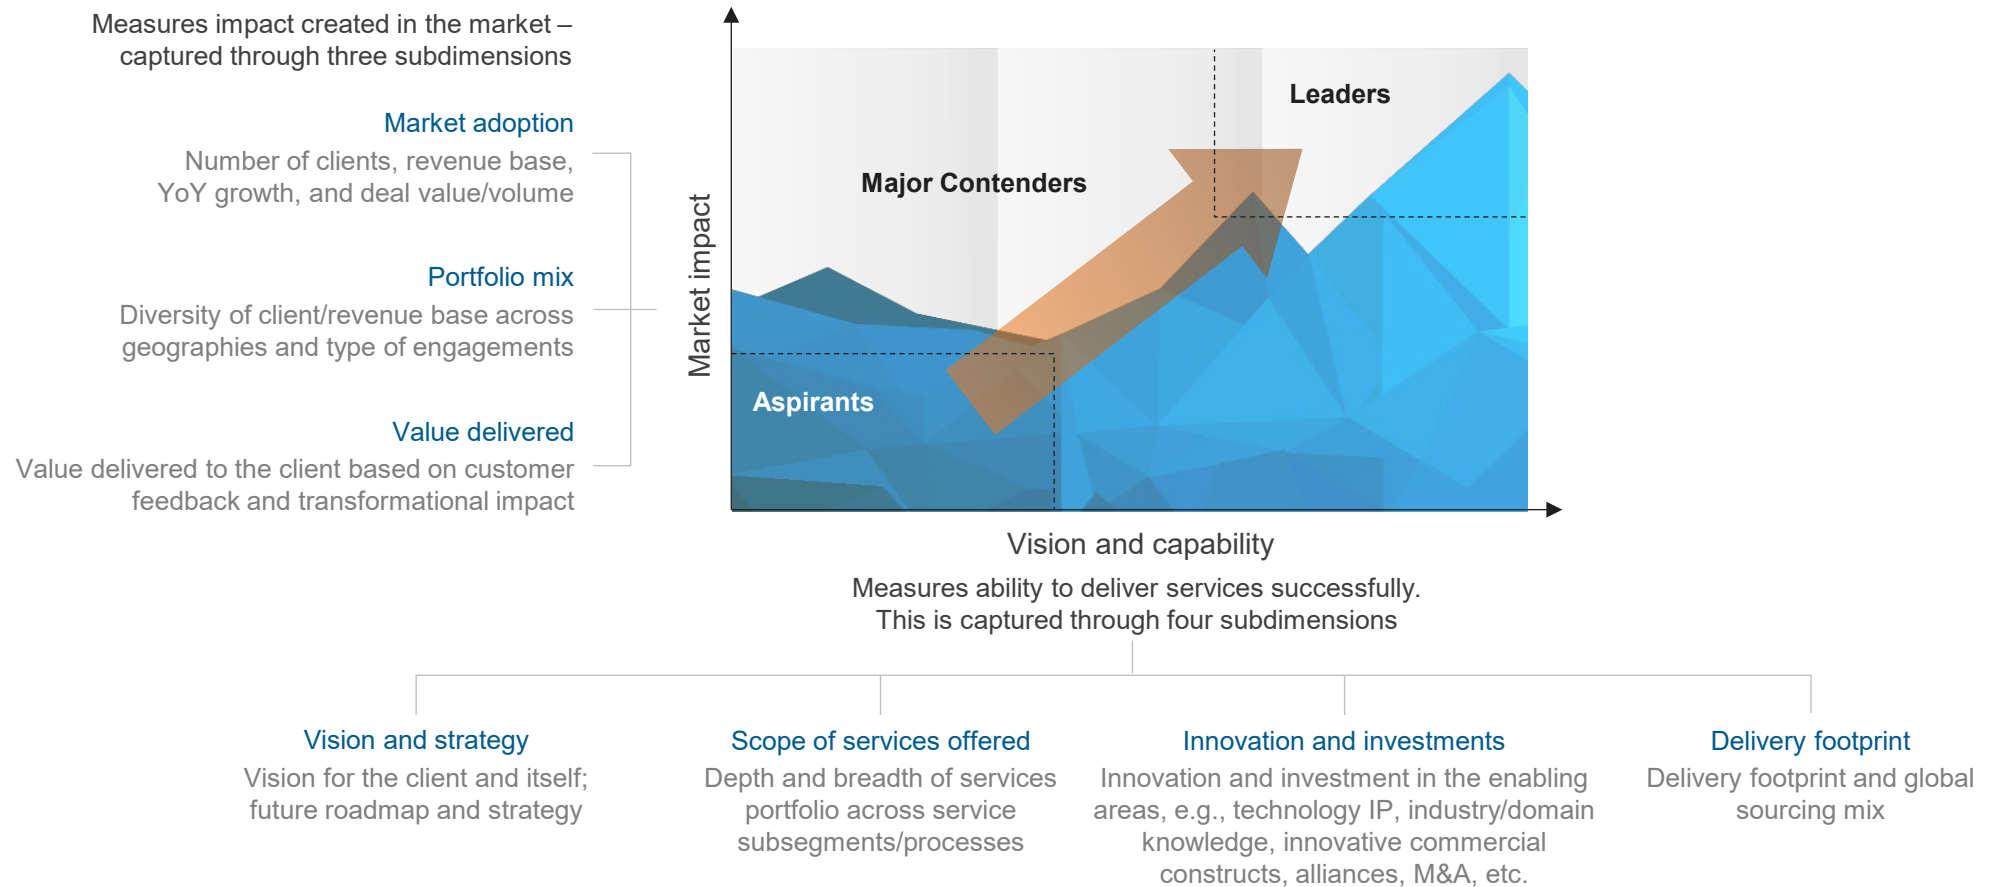 Measures impact created in the market –
captured through three subdimensions
Market adoption
Number of clients, revenue base,
YoY growth, and deal value/volume
Portfolio mix
Diversity of client/revenue base across
geographies and type of engagements
Value delivered
Value delivered to the client based on customer
feedback and transformational impact
Market impact
Leaders
Major Contenders
Aspirants
Vision and capability
Measures ability to deliver services successfully.
This is captured through four subdimensions
Vision and strategy
Vision for the client and itself;
future roadmap and strategy
Scope of services offered
Depth and breadth of services
portfolio across service
subsegments/processes
Innovation and investments
Innovation and investment in the enabling
areas, e.g., technology IP, industry/domain
knowledge, innovative commercial
constructs, alliances, M&A, etc.
Delivery footprint
Delivery footprint and global
sourcing mix